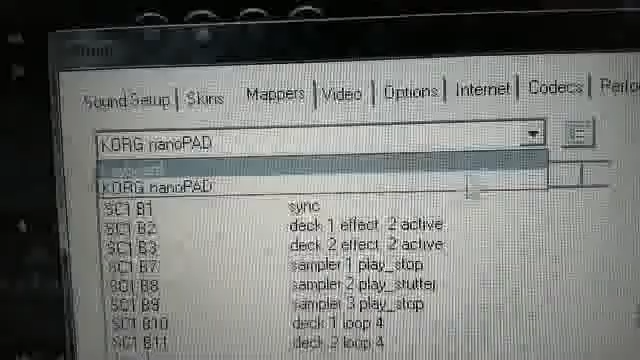 Sound Setup Skins Mappers Video Options Internet Codecs
KORG nanoPAD
KORG nanoPAD
SC1 B1 sync
SC1 B2 deck 1 effect 2 active
SC1 B3 deck 2 effect 2 active
SC1 B7 sampler 1 play_stop
SC1 B8 sampler 2 play_stutter
SC1 B9 sampler 3 play_stop
SC1 B10 deck 1 loop 4
SC1 B11 loop 4